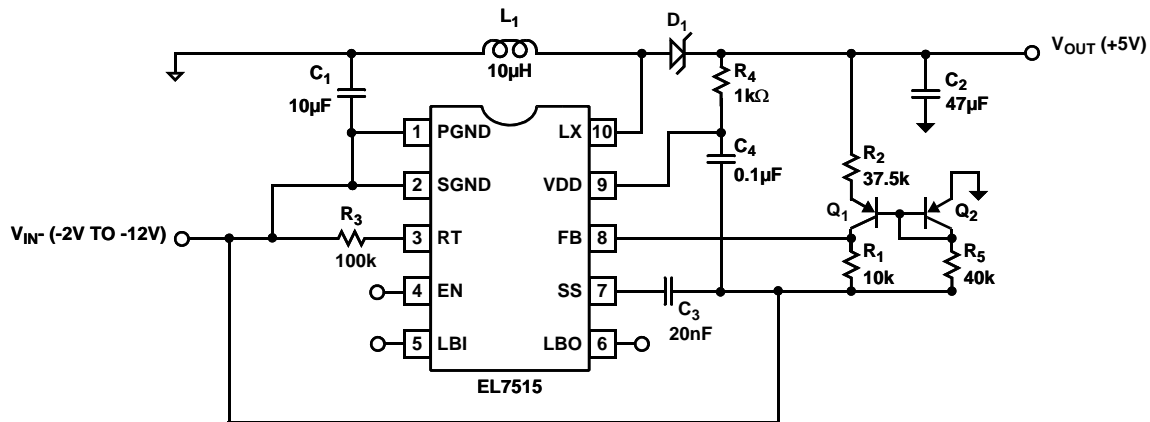 L1
10µH
D1
VOUT (+5V)
C1
10µF
R4
1kΩ
C2
47µF
1 PGND
LX 10
C4
0.1µF
R2
37.5k
2 SGND
VDD 9
Q1
Q2
VIN- (-2V TO -12V)
R3
100k
3 RT
FB 8
R1
10k
R5
40k
4 EN
SS 7
C3
20nF
5 LBI
LBO 6
EL7515